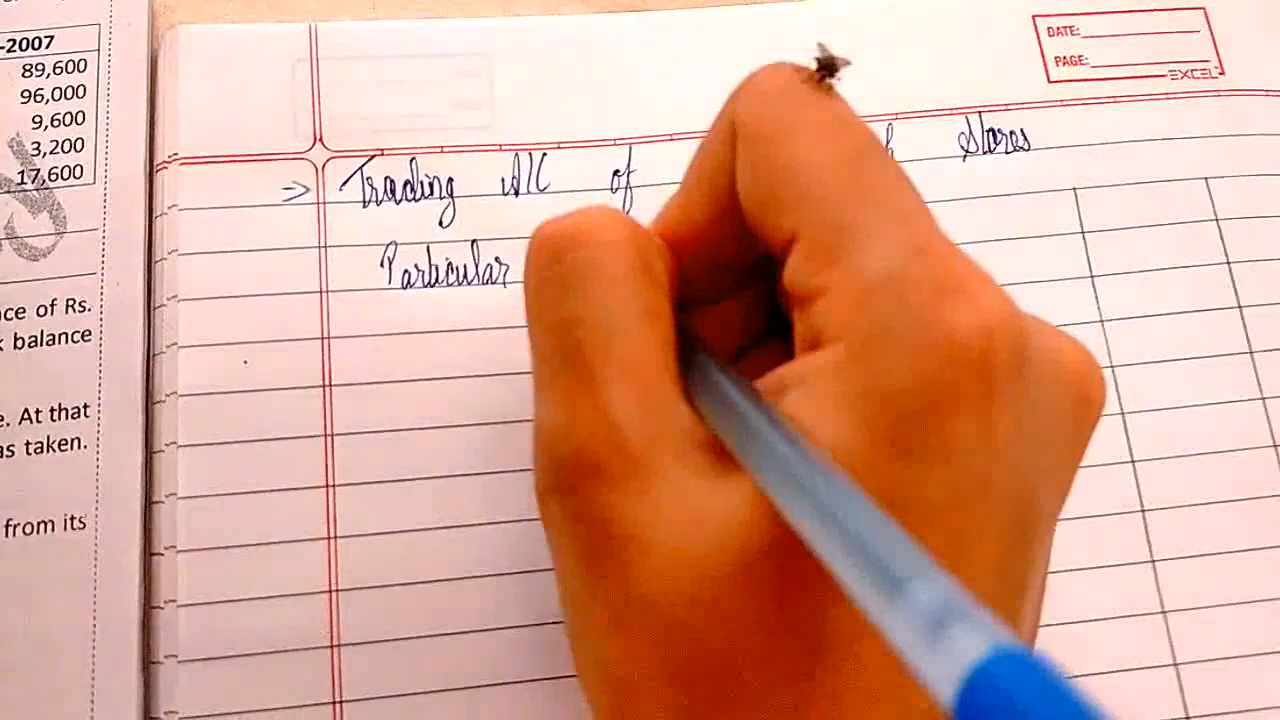 -2007
89,600
96,000
9,600
3,200
17,600
ce of Rs.
balance
e. At that
as taken.
from its
DATE:
PAGE:
EXCEL
⇒ Trading A/C of h Stores
Particular